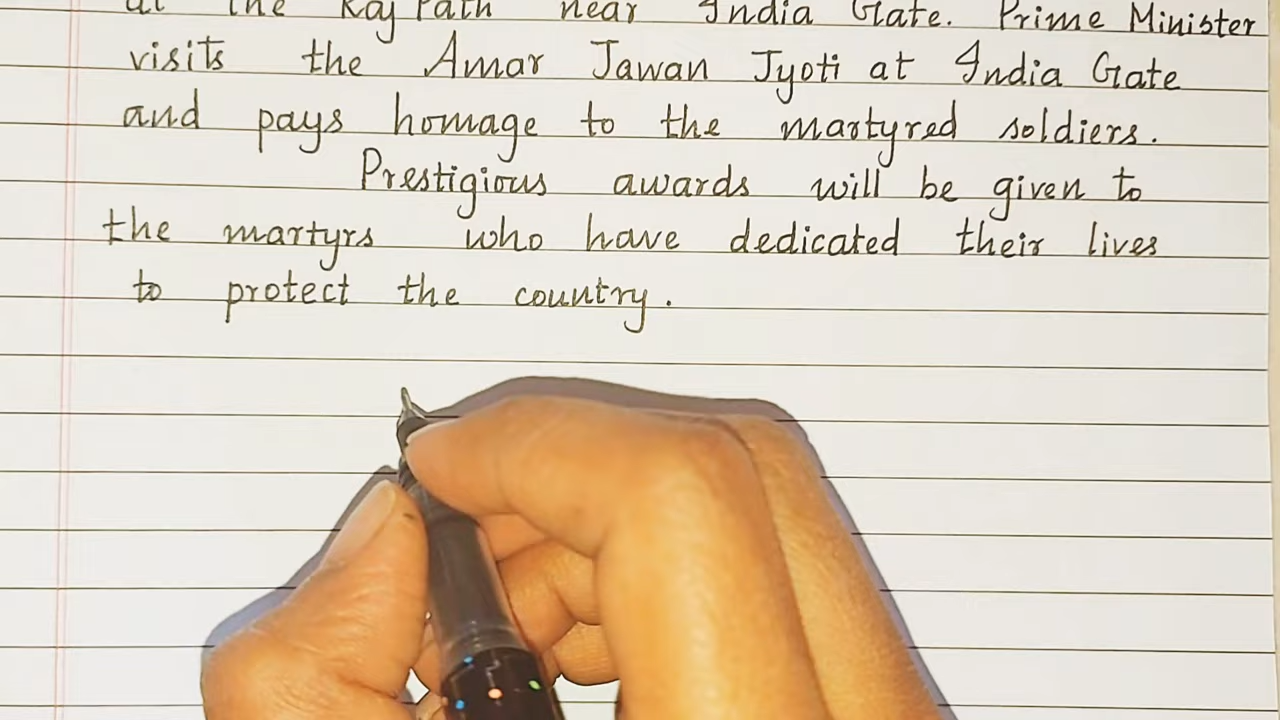 at the Raj Path near India Gate. Prime Minister
visits the Amar Jawan Jyoti at India Gate
and pays homage to the martyred soldiers.
Prestigious awards will be given to
the martyrs who have dedicated their lives
to protect the country.